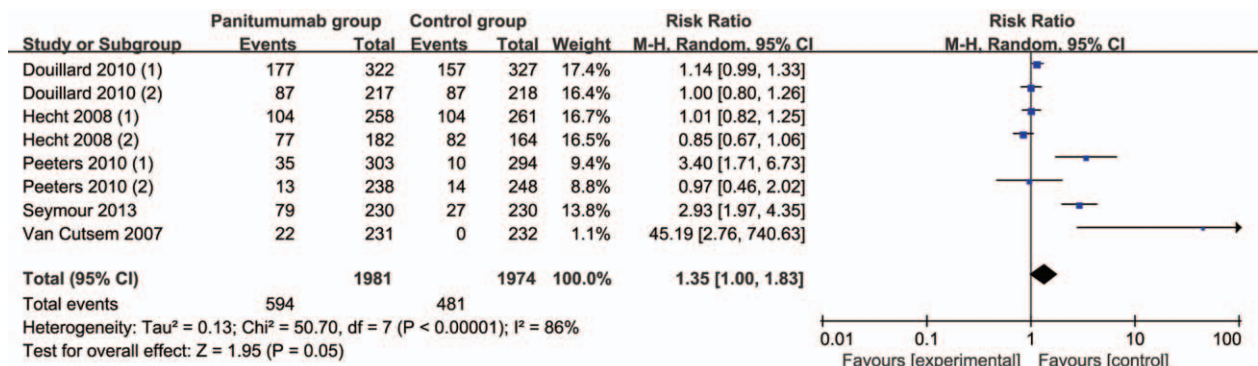 Panitumumab group Control group Risk Ratio Risk Ratio
Study or Subgroup Events Total Events Total Weight M-H, Random, 95% CI M-H, Random, 95% CI
Douillard 2010 (1) 177 322 157 327 17.4% 1.14 [0.99, 1.33]
Douillard 2010 (2) 87 217 87 218 16.4% 1.00 [0.80, 1.26]
Hecht 2008 (1) 104 258 104 261 16.7% 1.01 [0.82, 1.25]
Hecht 2008 (2) 77 182 82 164 16.5% 0.85 [0.67, 1.06]
Peeters 2010 (1) 35 303 10 294 9.4% 3.40 [1.71, 6.73]
Peeters 2010 (2) 13 238 14 248 8.8% 0.97 [0.46, 2.02]
Seymour 2013 79 230 27 230 13.8% 2.93 [1.97, 4.35]
Van Cutsem 2007 22 231 0 232 1.1% 45.19 [2.76, 740.63]
Total (95% CI) 1981 1974 100.0% 1.35 [1.00, 1.83]
Total events 594 481
Heterogeneity: Tau² = 0.13; Chi² = 50.70, df = 7 (P < 0.00001); I² = 86%
Test for overall effect: Z = 1.95 (P = 0.05)
0.01 0.1 1 10 100
Favours [experimental] Favours [control]